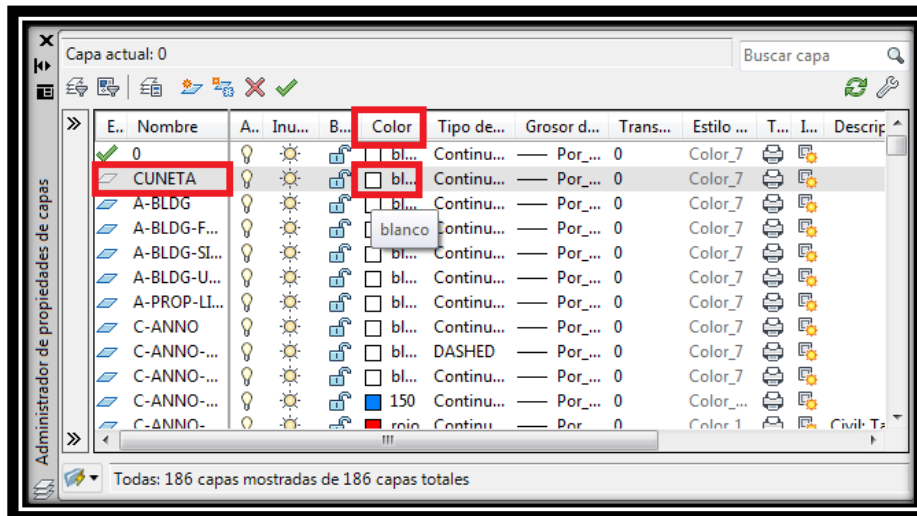 Capa actual: 0
Buscar capa
E.. Nombre A.. Inu... B... Color Tipo de... Grosor d... Trans... Estilo ... T... I... Descrip
0 bl... Continu... Por_... 0 Color_7
CUNETA bl... Continu... Por_... 0 Color_7
A-BLDG bl... Continu... Por_... 0 Color_7
blanco
A-BLDG-F... Continu... Por_... 0 Color_7
A-BLDG-SI... bl... Continu... Por_... 0 Color_7
A-BLDG-U... bl... Continu... Por_... 0 Color_7
A-PROP-LI... bl... Continu... Por_... 0 Color_7
C-ANNO bl... Continu... Por_... 0 Color_7
C-ANNO-... bl... DASHED Por_... 0 Color_7
C-ANNO-... bl... Continu... Por_... 0 Color_7
C-ANNO-... 150 Continu... Por_... 0 Color_...
C-ANNO- rojo Continu Por 0 Color 1 Civil: Ta
Administrador de propiedades de capas
Todas: 186 capas mostradas de 186 capas totales